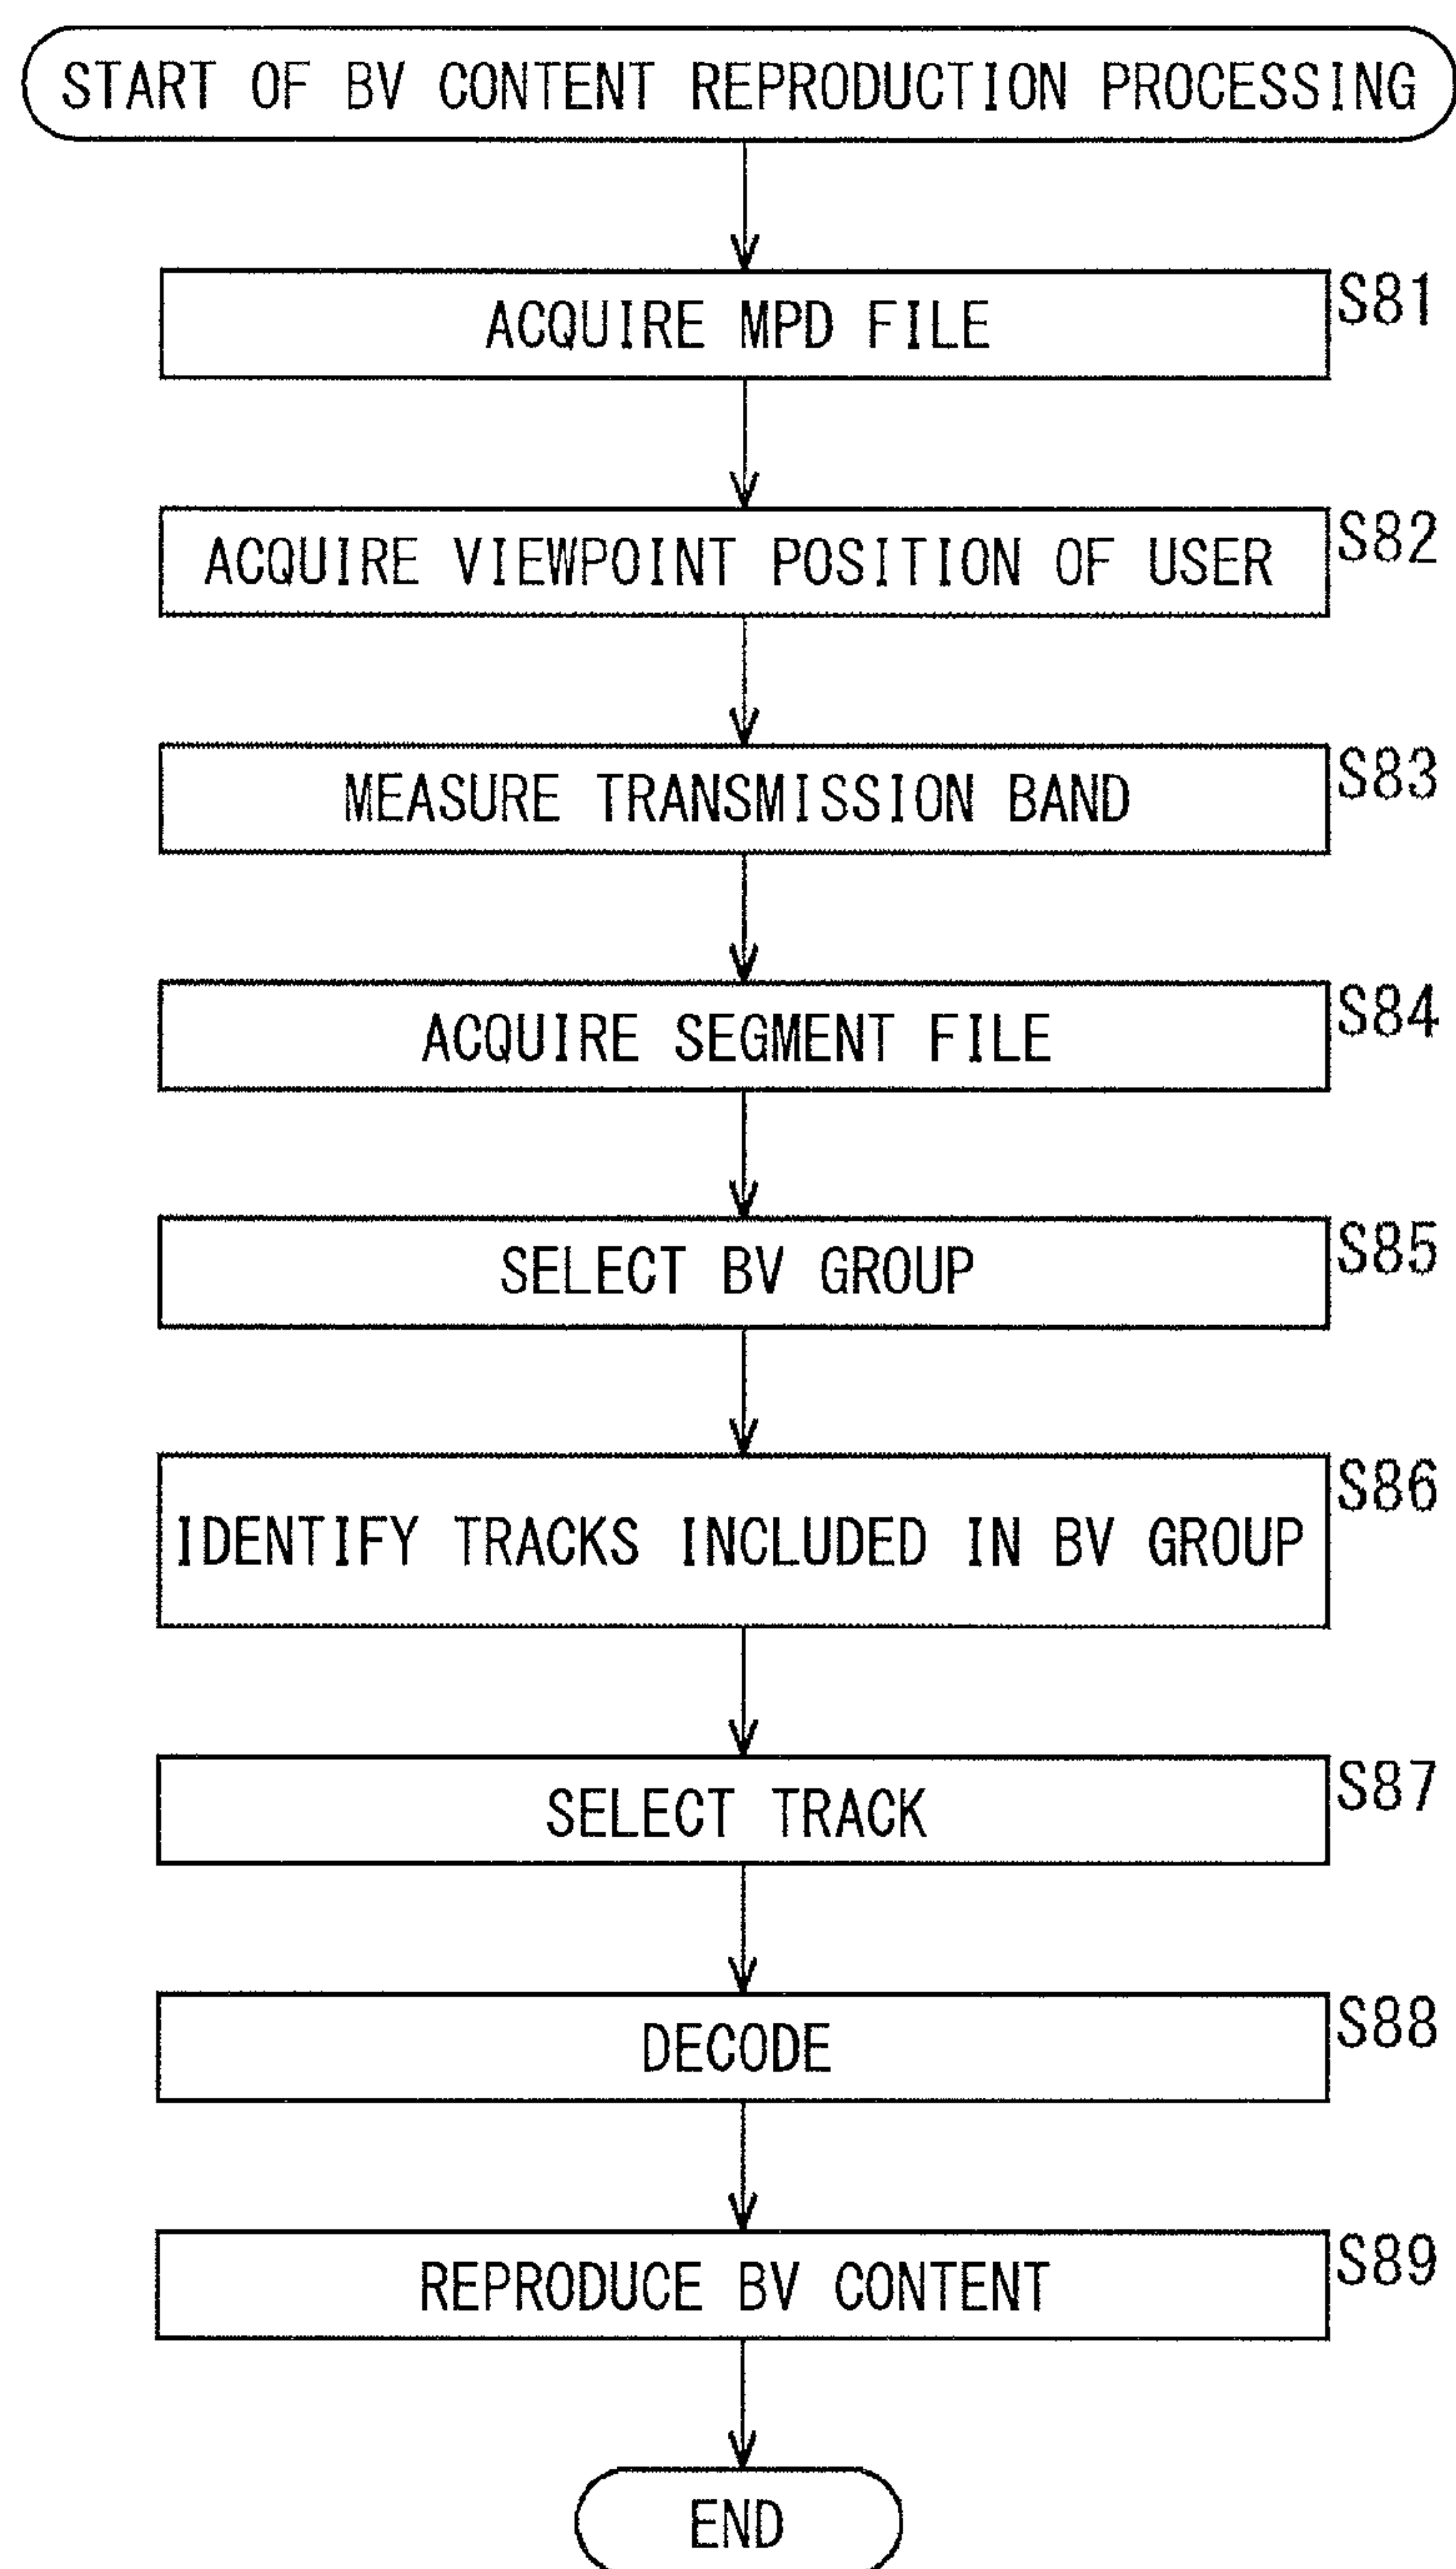 START OF BV CONTENT REPRODUCTION PROCESSING
ACQUIRE MPD FILE
S81
ACQUIRE VIEWPOINT POSITION OF USER
S82
MEASURE TRANSMISSION BAND
S83
ACQUIRE SEGMENT FILE
S84
SELECT BV GROUP
S85
IDENTIFY TRACKS INCLUDED IN BV GROUP
S86
SELECT TRACK
S87
DECODE
S88
REPRODUCE BV CONTENT
S89
END